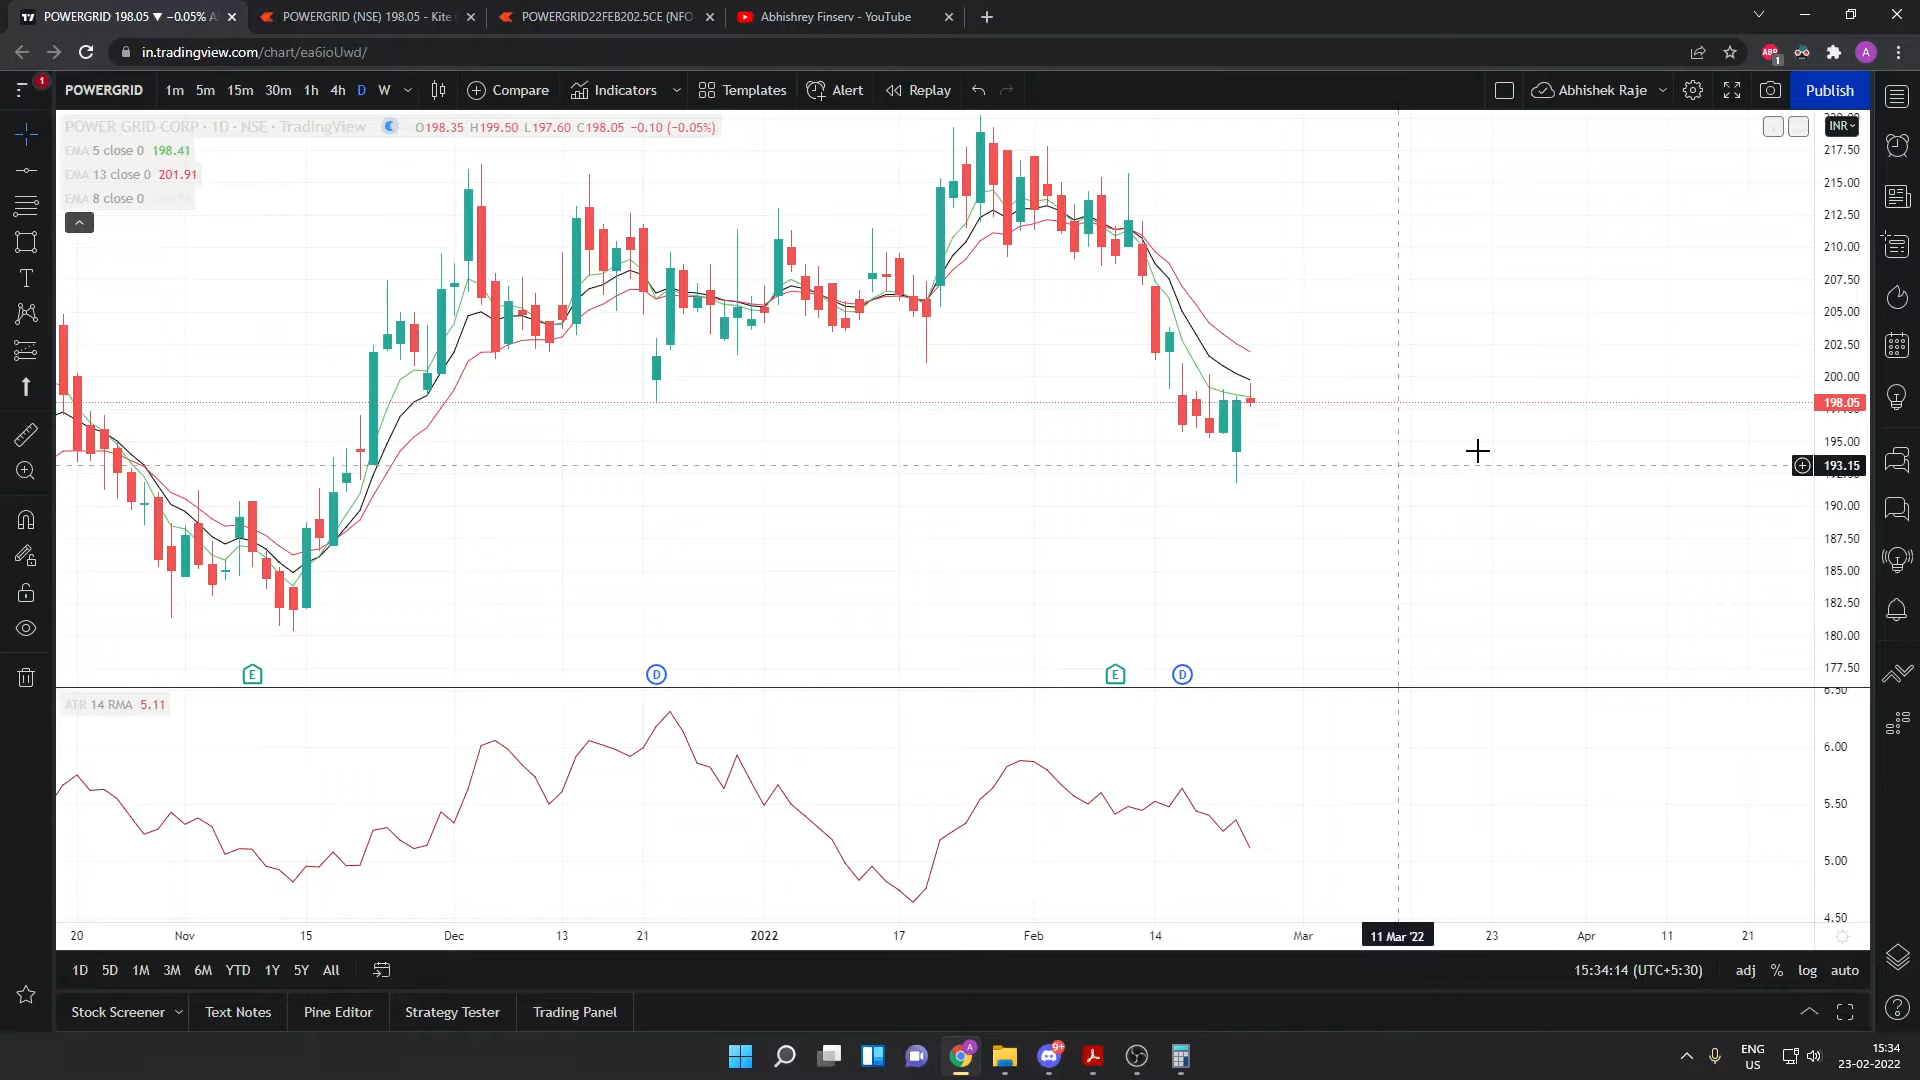 POWERGRID 198.05 ▼ −0.05% A
POWERGRID (NSE) 198.05 - Kite
POWERGRID22FEB202.5CE (NFO
Abhishrey Finserv - YouTube
in.tradingview.com/chart/ea6ioUwd/
ABP
1
A
1
POWERGRID
1m 5m 15m 30m 1h 4h D W
Compare
Indicators
Templates
Alert
Replay
Abhishek Raje
Publish
POWER GRID CORP · 1D · NSE · TradingView
O198.35 H199.50 L197.60 C198.05 −0.10 (−0.05%)
INR
EMA 5 close 0 198.41
EMA 13 close 0 201.91
EMA 8 close 0
217.50
215.00
212.50
210.00
207.50
205.00
202.50
200.00
198.05
195.00
193.15
190.00
187.50
185.00
182.50
180.00
177.50
E
D
E
D
ATR 14 RMA 5.11
6.50
6.00
5.50
5.00
4.50
20 Nov 15 Dec 13 21 2022 17 Feb 14 Mar 11 Mar '22 23 Apr 11 21
1D 5D 1M 3M 6M YTD 1Y 5Y All
15:34:14 (UTC+5:30)
adj % log auto
Stock Screener
Text Notes
Pine Editor
Strategy Tester
Trading Panel
A
9+
ENG
US
15:34
23-02-2022